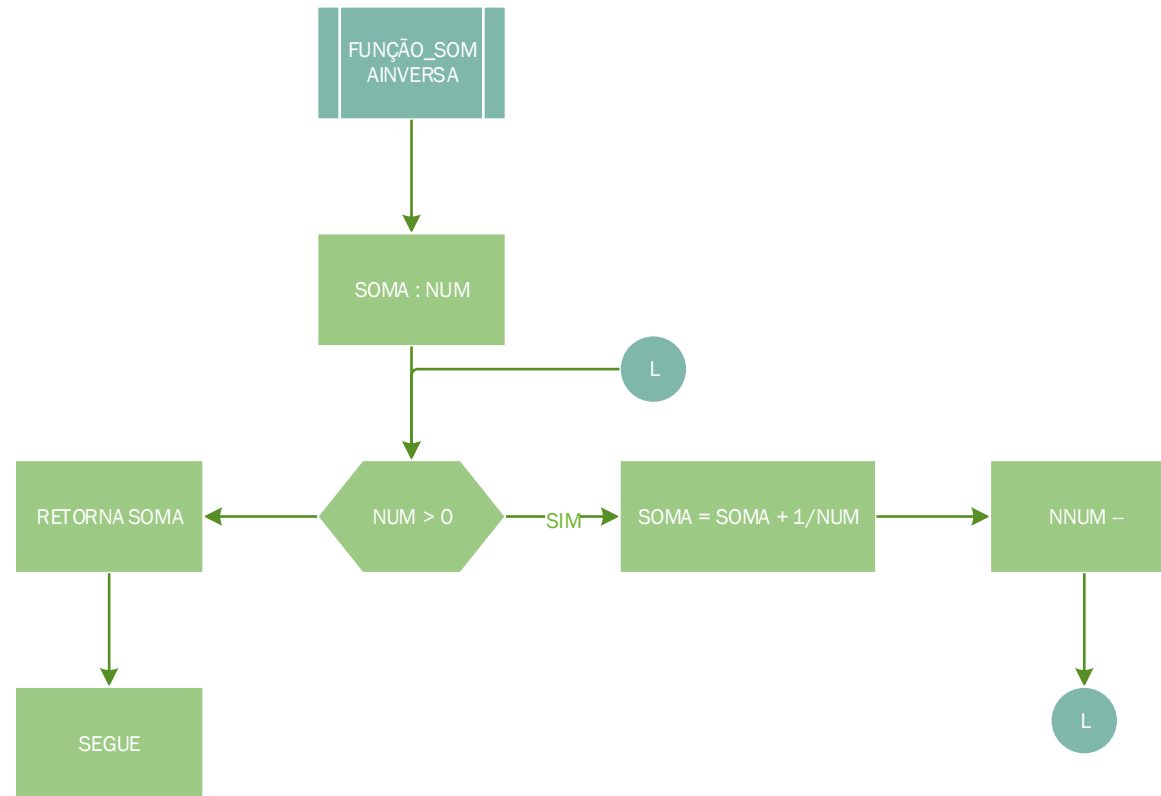 FUNÇÃO_SOM
AINVERSA
SOMA : NUM
L
RETORNA SOMA
NUM > 0
SIM
SOMA = SOMA + 1/NUM
NNUM --
SEGUE
L